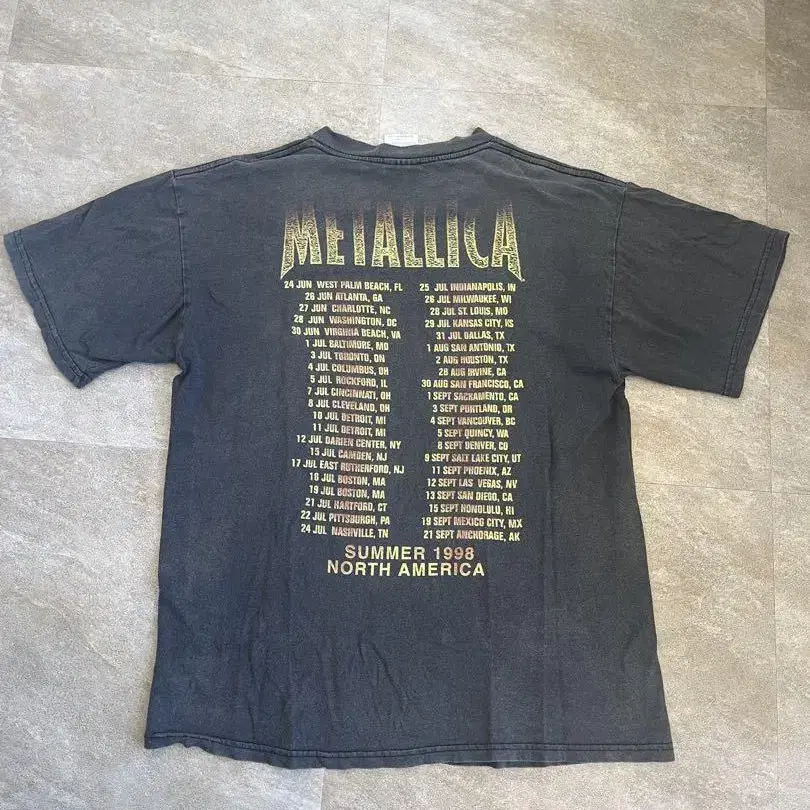 METALLICA
24 JUN WEST PALM BEACH, FL
26 JUN ATLANTA, GA
27 JUN CHARLOTTE, NC
28 JUN WASHINGTON, DC
30 JUN VIRGINIA BEACH, VA
1 JUL BALTIMORE, MD
3 JUL TORONTO, ON
4 JUL COLUMBUS, OH
5 JUL ROCKFORD, IL
7 JUL CINCINNATI, OH
8 JUL CLEVELAND, OH
10 JUL DETROIT, MI
11 JUL DETROIT, MI
12 JUL DARIEN CENTER, NY
15 JUL CAMDEN, NJ
17 JUL EAST RUTHERFORD, NJ
18 JUL BOSTON, MA
19 JUL BOSTON, MA
21 JUL HARTFORD, CT
22 JUL PITTSBURGH, PA
24 JUL NASHVILLE, TN
25 JUL INDIANAPOLIS, IN
26 JUL MILWAUKEE, WI
28 JUL ST. LOUIS, MO
29 JUL KANSAS CITY, KS
31 JUL DALLAS, TX
1 AUG SAN ANTONIO, TX
2 AUG HOUSTON, TX
28 AUG IRVINE, CA
30 AUG SAN FRANCISCO, CA
1 SEPT SACRAMENTO, CA
3 SEPT PORTLAND, OR
4 SEPT VANCOUVER, BC
5 SEPT QUINCY, WA
8 SEPT DENVER, CO
9 SEPT SALT LAKE CITY, UT
11 SEPT PHOENIX, AZ
12 SEPT LAS VEGAS, NV
13 SEPT SAN DIEGO, CA
15 SEPT HONOLULU, HI
19 SEPT MEXICO CITY, MX
21 SEPT ANCHORAGE, AK
SUMMER 1998
NORTH AMERICA